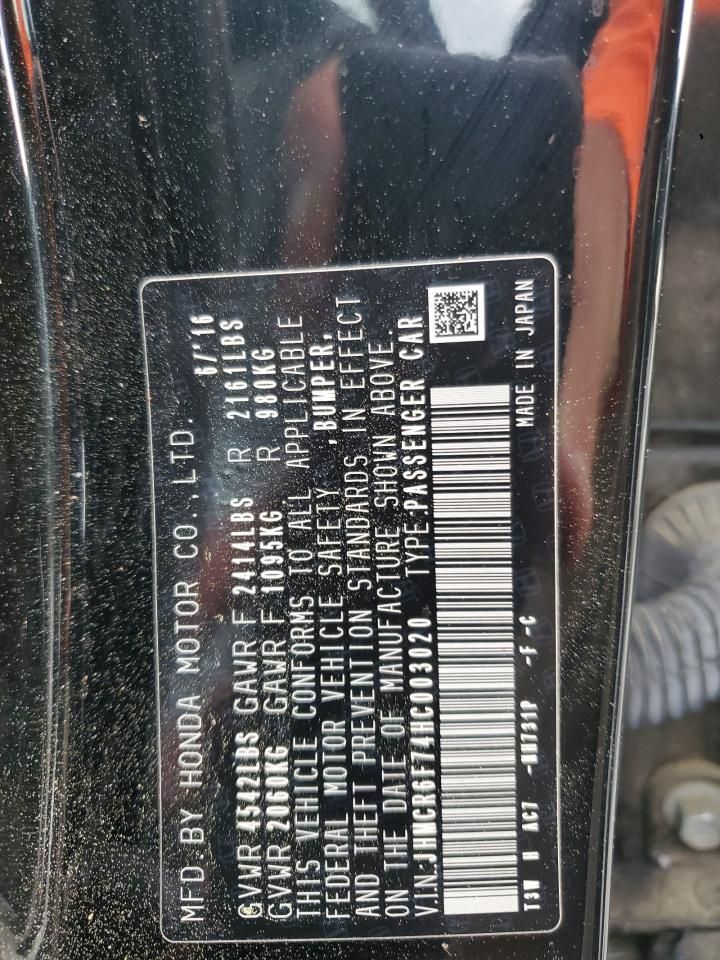 MFD.BY HONDA MOTOR CO.,LTD. 6/'16
GVWR 4542LBS GAWR F 2414LBS R 2161LBS
GVWR 2060KG GAWR F 1095KG R 980KG
THIS VEHICLE CONFORMS TO ALL APPLICABLE
FEDERAL MOTOR VEHICLE SAFETY ,BUMPER,
AND THEFT PREVENTION STANDARDS IN EFFECT
ON THE DATE OF MANUFACTURE SHOWN ABOVE.
V.I.N.:JHMCR6F74HC003020 TYPE:PASSENGER CAR
T3W H AC7 -F-C MADE IN JAPAN